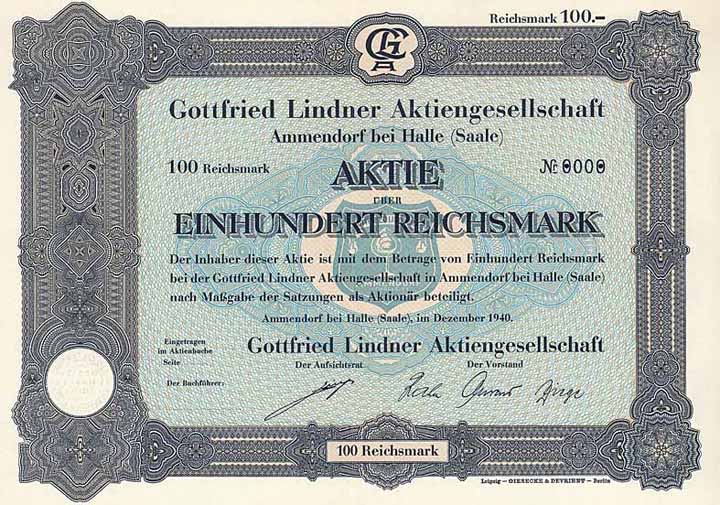 Reichsmark 100.–
GLA
Gottfried Lindner Aktiengesellschaft
Ammendorf bei Halle (Saale)
100 Reichsmark
AKTIE
№ 0000
ÜBER
EINHUNDERT REICHSMARK
Der Inhaber dieser Aktie ist mit dem Betrage von Einhundert Reichsmark
bei der Gottfried Lindner Aktiengesellschaft in Ammendorf bei Halle (Saale)
nach Maßgabe der Satzungen als Aktionär beteiligt.
Ammendorf bei Halle (Saale), im Dezember 1940.
Eingetragen
im Aktienbuche
Seite
Der Buchführer:
Gottfried Lindner Aktiengesellschaft
Der Aufsichtsrat
Der Vorstand
100 Reichsmark
Leipzig – GIESECKE & DEVRIENT – Berlin